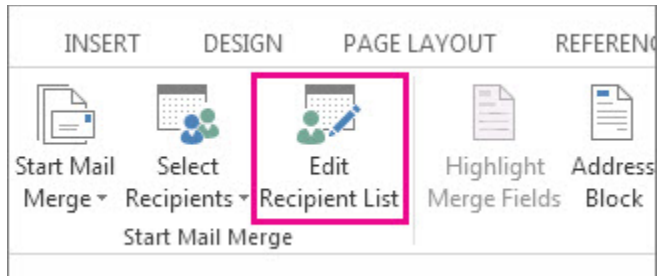 INSERT DESIGN PAGE LAYOUT
Start Mail Select Edit Highlight Address
Merge Recipients Recipient List Merge Fields Block
Start Mail Merge